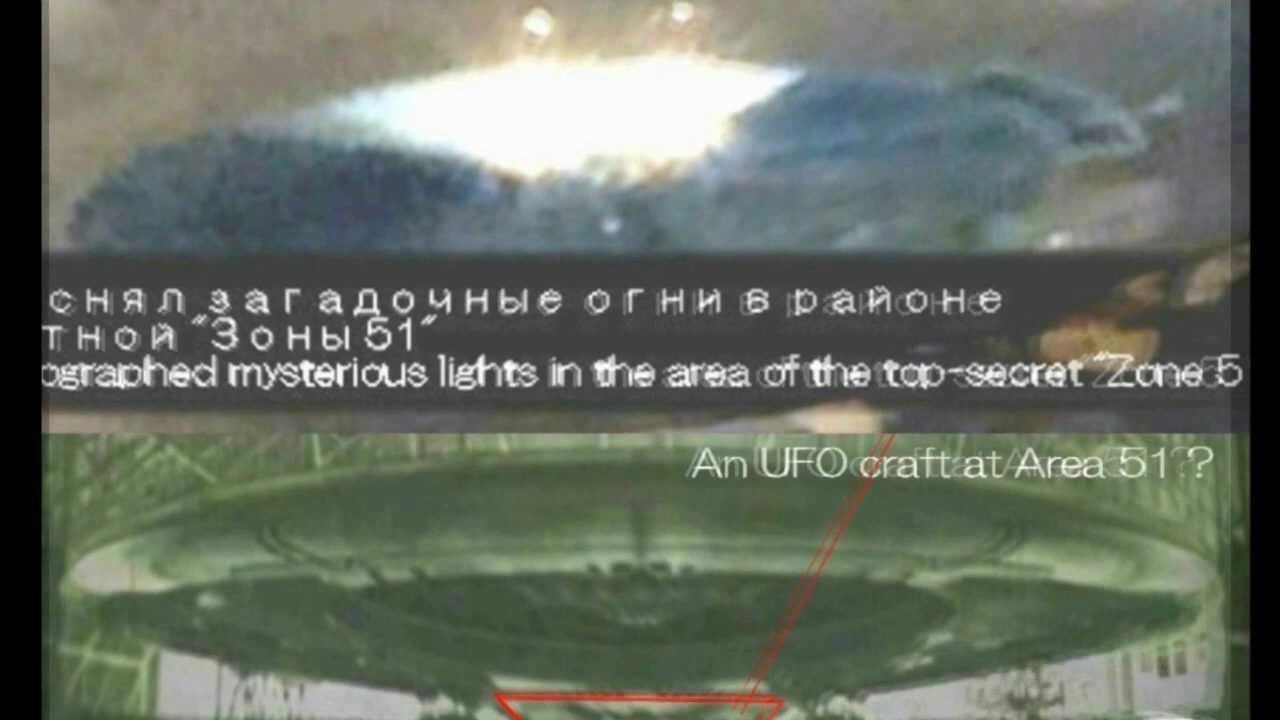 снял загадочные огни в районе
тной "Зоны 51"
ographed mysterious lights in the area of the top-secret "Zone 5
An UFO craft at Area 51?